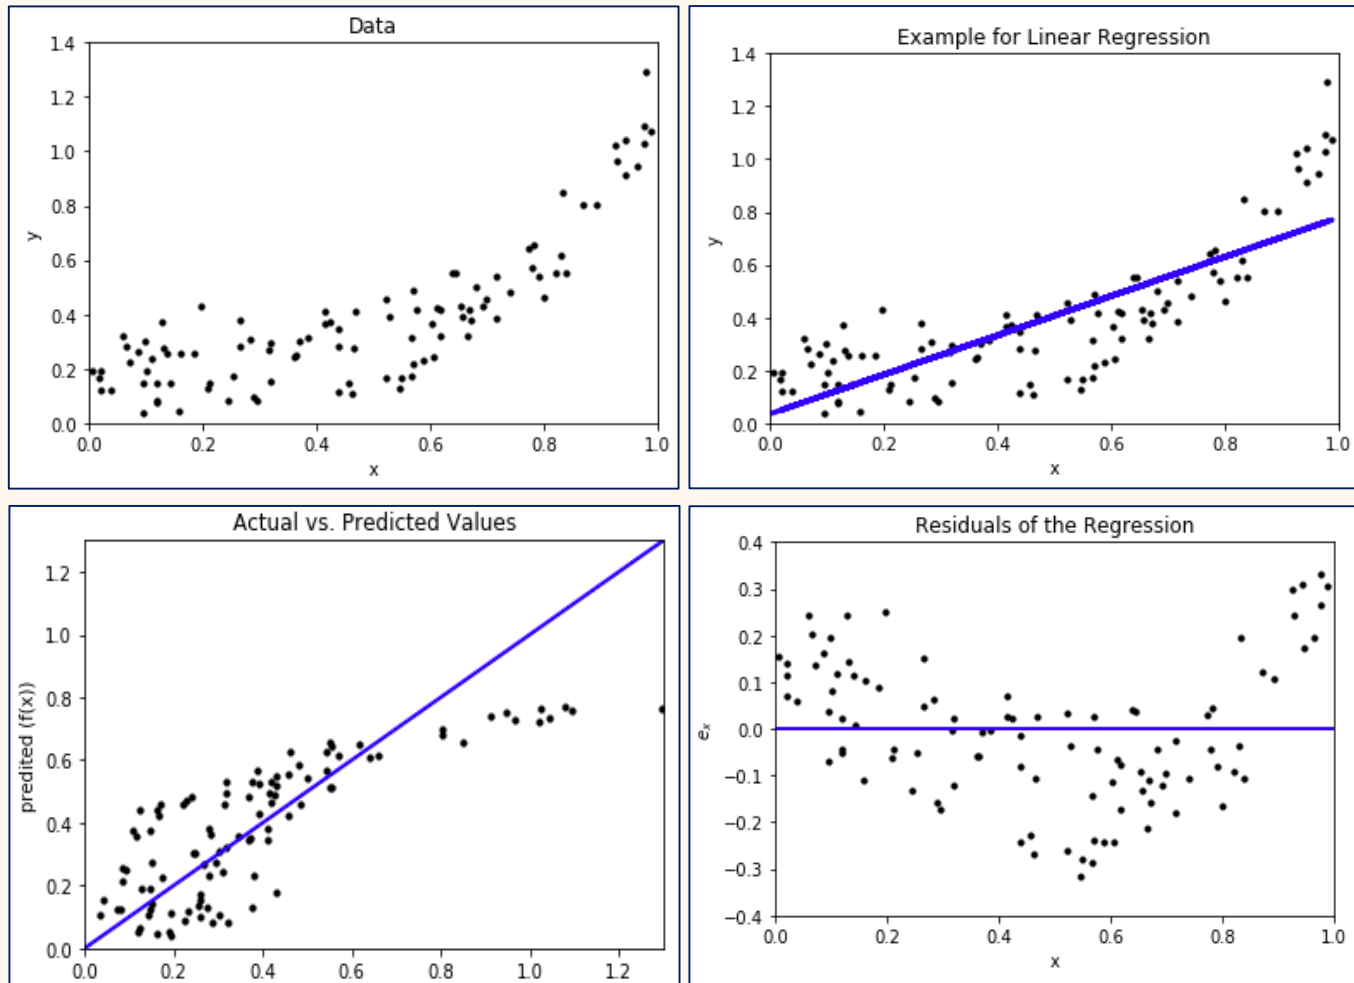 Data
1.4
1.2
1.0
0.8
0.6
0.4
0.2
0.0
y
0.0 0.2 0.4 0.6 0.8 1.0
x
Example for Linear Regression
1.4
1.2
1.0
0.8
0.6
0.4
0.2
0.0
y
0.0 0.2 0.4 0.6 0.8 1.0
x
Actual vs. Predicted Values
1.2
1.0
0.8
0.6
0.4
0.2
0.0
predited (f(x))
0.0 0.2 0.4 0.6 0.8 1.0 1.2
Residuals of the Regression
0.4
0.3
0.2
0.1
0.0
−0.1
−0.2
−0.3
−0.4
eₓ
0.0 0.2 0.4 0.6 0.8 1.0
x